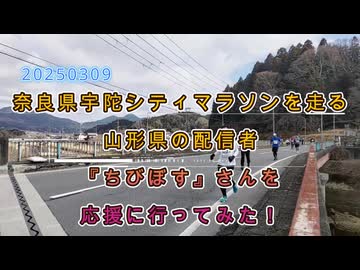 20250309
奈良県宇陀シティマラソンを走る
山形県の配信者
『ちびぽす』さんを
応援に行ってみた！